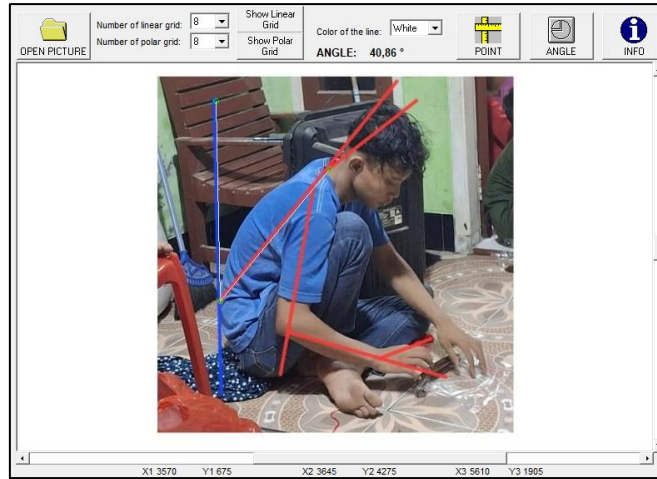 OPEN PICTURE
Number of linear grid: 8
Number of polar grid: 8
Show Linear
Grid
Show Polar
Grid
Color of the line: White
ANGLE: 40,86 °
POINT
ANGLE
INFO
X1 3570 Y1 675 X2 3645 Y2 4275 X3 5610 Y3 1905